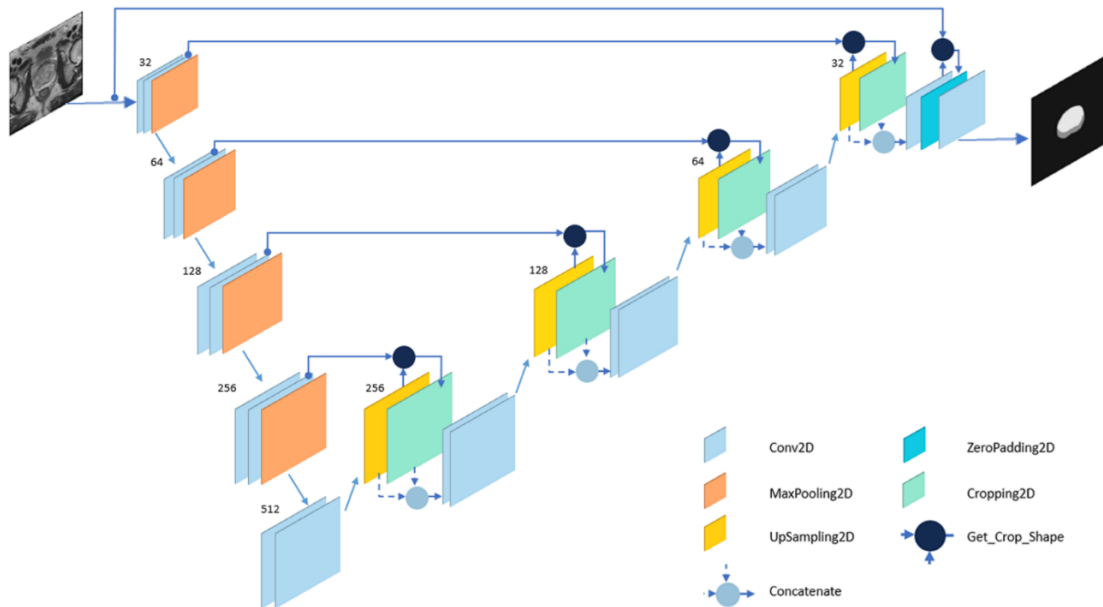 32
32
64
64
128
128
256
256
512
Conv2D
ZeroPadding2D
MaxPooling2D
Cropping2D
UpSampling2D
Get_Crop_Shape
Concatenate